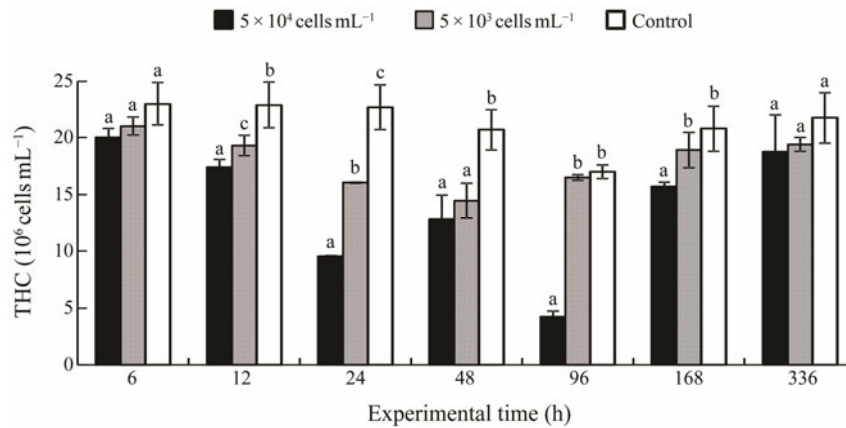 5 × 10⁴ cells mL⁻¹ 5 × 10³ cells mL⁻¹ Control
THC (10⁶ cells mL⁻¹)
25
20
15
10
5
0
a a a
a c b
a b c
a a b
a b b
a b b
a a a
6 12 24 48 96 168 336
Experimental time (h)